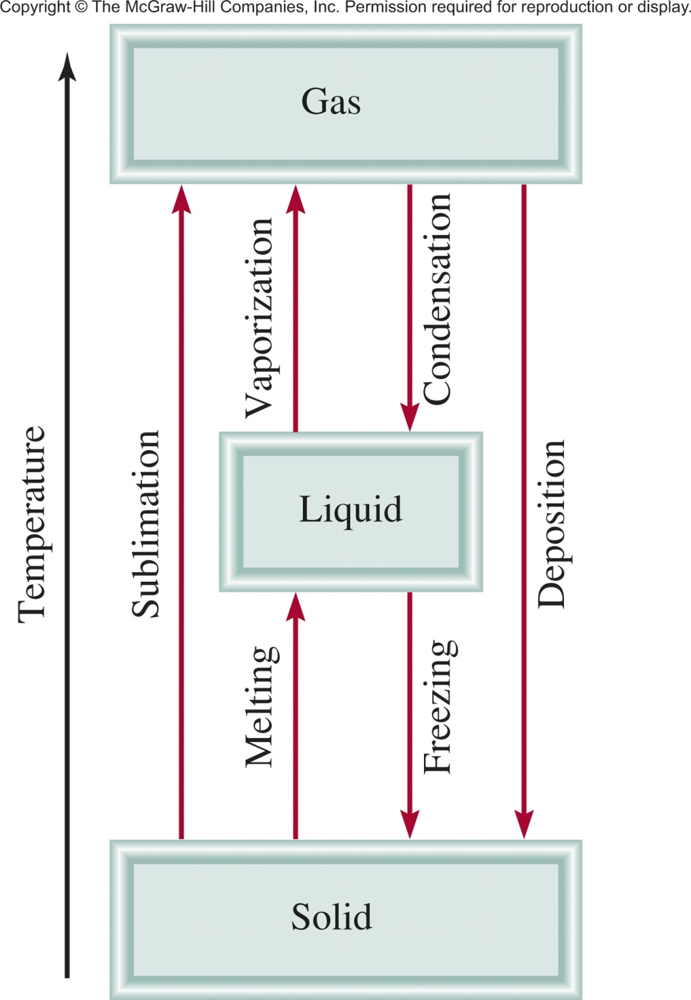 Copyright © The McGraw-Hill Companies, Inc. Permission required for reproduction or display.
Gas
Temperature
Sublimation
Vaporization
Condensation
Deposition
Liquid
Melting
Freezing
Solid